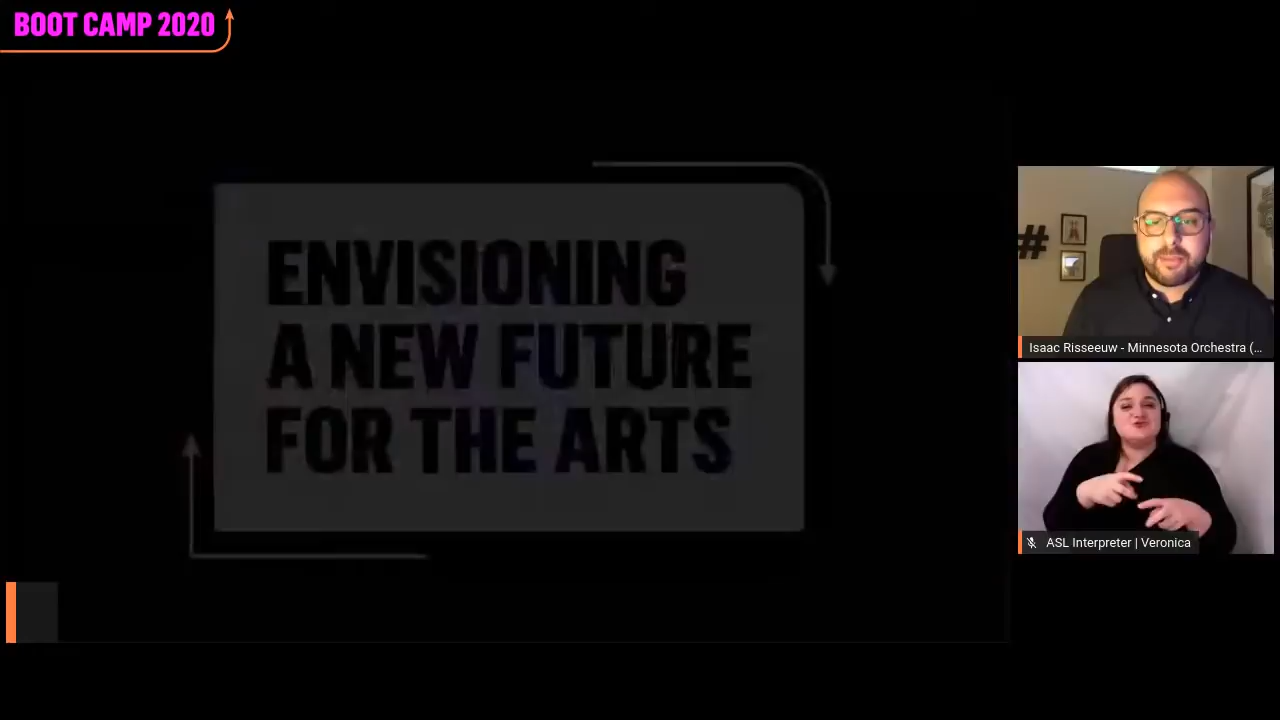 BOOT CAMP 2020
ENVISIONING
A NEW FUTURE
FOR THE ARTS
#
Isaac Risseeuw - Minnesota Orchestra (...
ASL Interpreter | Veronica